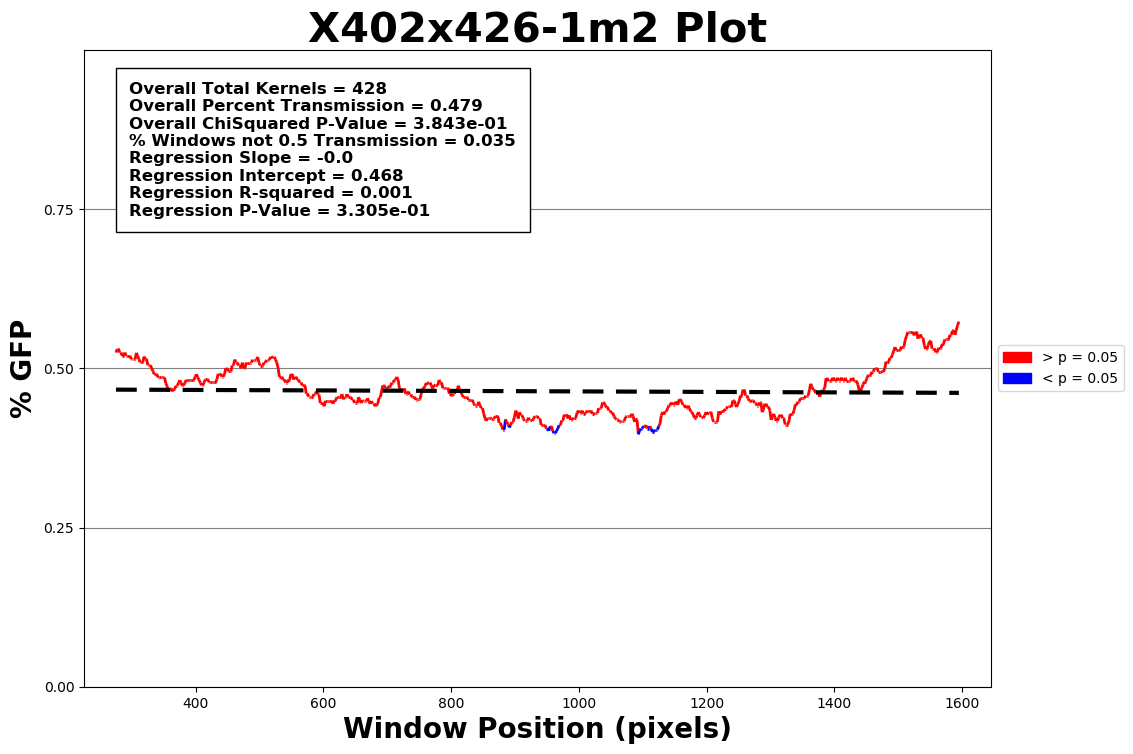 X402x426-1m2 Plot
Overall Total Kernels = 428
Overall Percent Transmission = 0.479
Overall ChiSquared P-Value = 3.843e-01
% Windows not 0.5 Transmission = 0.035
Regression Slope = -0.0
Regression Intercept = 0.468
Regression R-squared = 0.001
Regression P-Value = 3.305e-01
% GFP
0.75
0.50
0.25
0.00
> p = 0.05
< p = 0.05
400 600 800 1000 1200 1400 1600
Window Position (pixels)